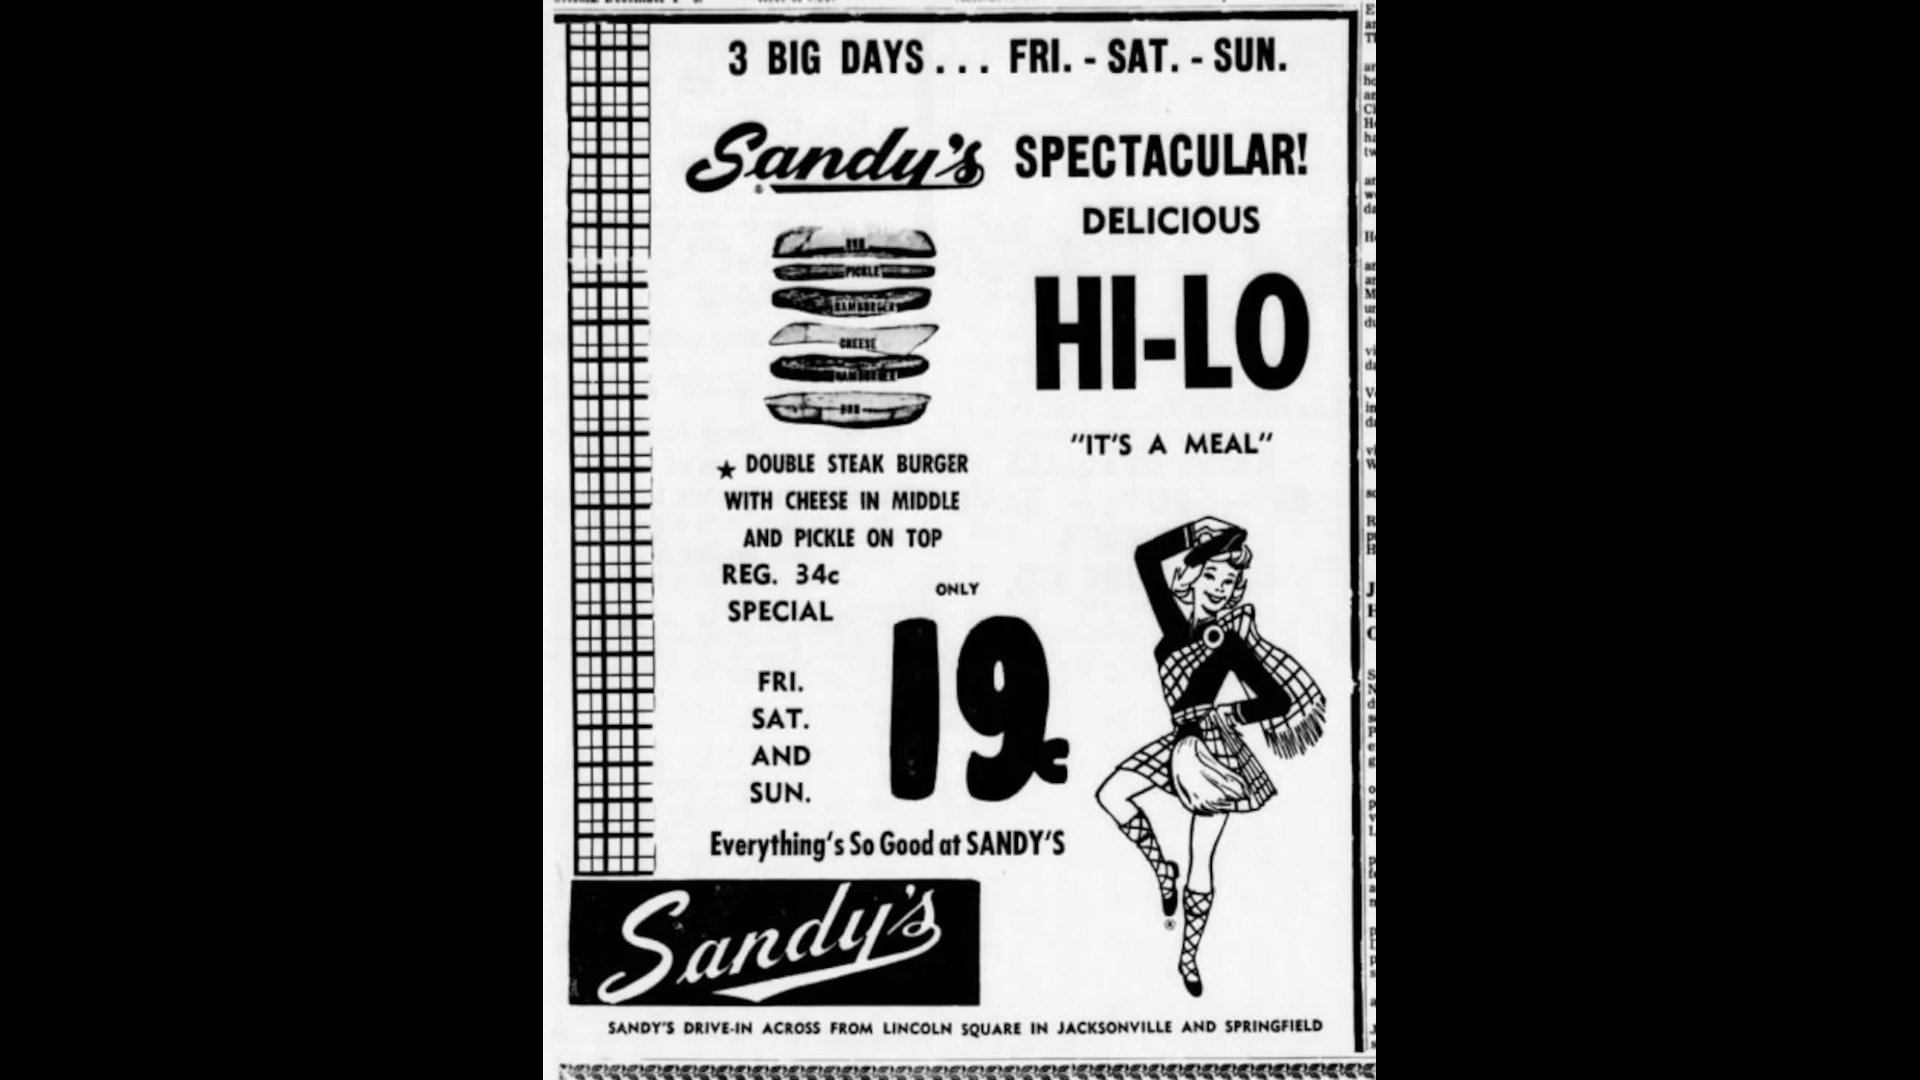 3 BIG DAYS . . . FRI. - SAT. - SUN.
Sandy's SPECTACULAR!
DELICIOUS
HI-LO
"IT'S A MEAL"
BUN
PICKLE
HAMBURGER
CHEESE
HAMBURGER
BUN
★ DOUBLE STEAK BURGER
WITH CHEESE IN MIDDLE
AND PICKLE ON TOP
REG. 34c
SPECIAL
ONLY
19c
FRI.
SAT.
AND
SUN.
Everything's So Good at SANDY'S
Sandy's
SANDY'S DRIVE-IN ACROSS FROM LINCOLN SQUARE IN JACKSONVILLE AND SPRINGFIELD